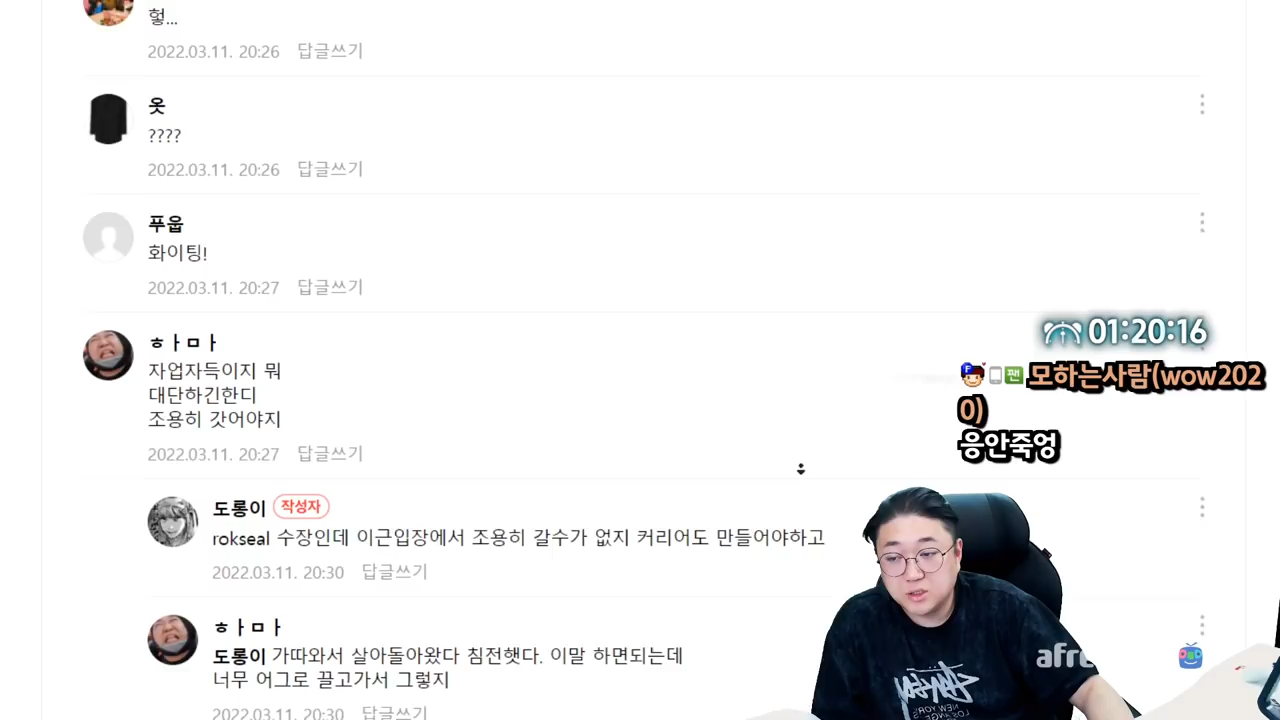 헐...
2022.03.11. 20:26 답글쓰기
옷
????
2022.03.11. 20:26 답글쓰기
푸웁
화이팅!
2022.03.11. 20:27 답글쓰기
ㅎㅏㅁㅏ
자업자득이지 뭐
대단하긴한디
조용히 갓어야지
2022.03.11. 20:27 답글쓰기
도롱이 작성자
rokseal 수장인데 이근입장에서 조용히 갈수가 없지 커리어도 만들어야하고
2022.03.11. 20:30 답글쓰기
ㅎㅏㅁㅏ
도롱이 가따와서 살아돌아왔다 침전햇다. 이말 하면되는데
너무 어그로 끌고가서 그렇지
2022.03.11. 20:30 답글쓰기
01:20:16
F 팬 모하는사람(wow202
0)
응안죽엉
NEW YORK
LOS ANGE
afre